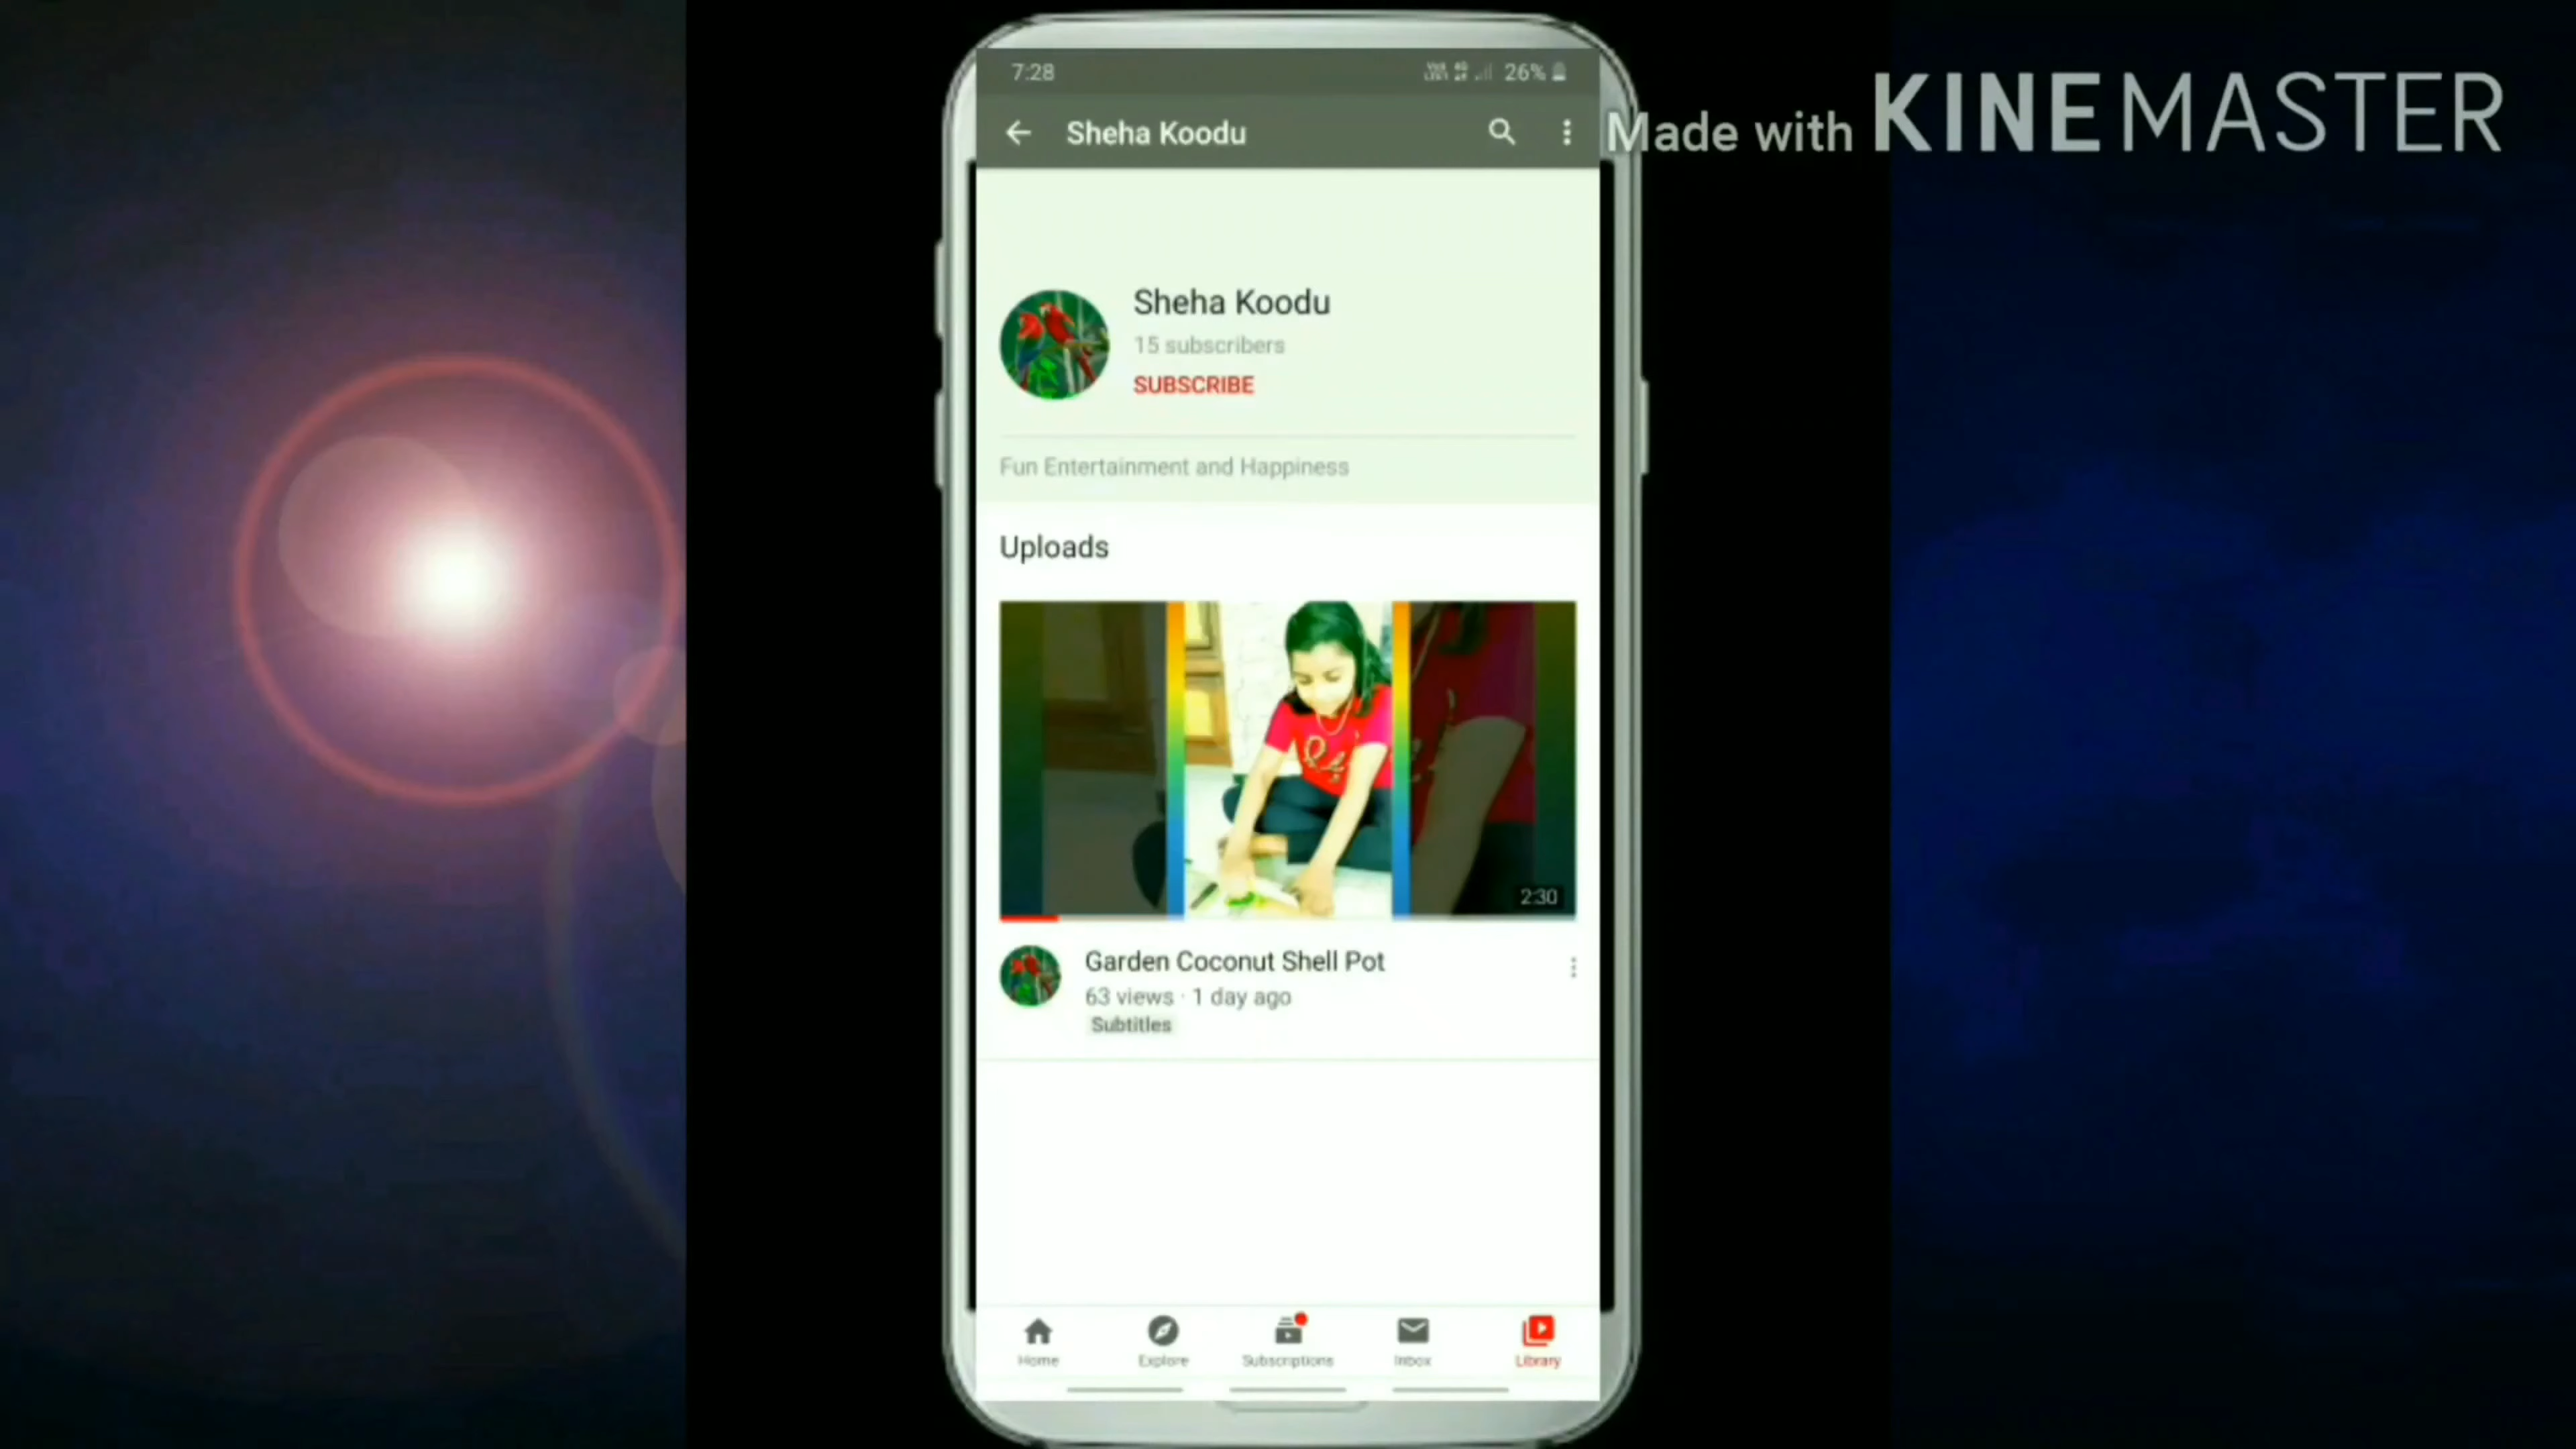 7:28
26%
Sheha Koodu
Made with KINEMASTER
Sheha Koodu
15 subscribers
SUBSCRIBE
Fun Entertainment and Happiness
Uploads
2:30
Garden Coconut Shell Pot
63 views · 1 day ago
Subtitles
Home
Explore
Subscriptions
Inbox
Library